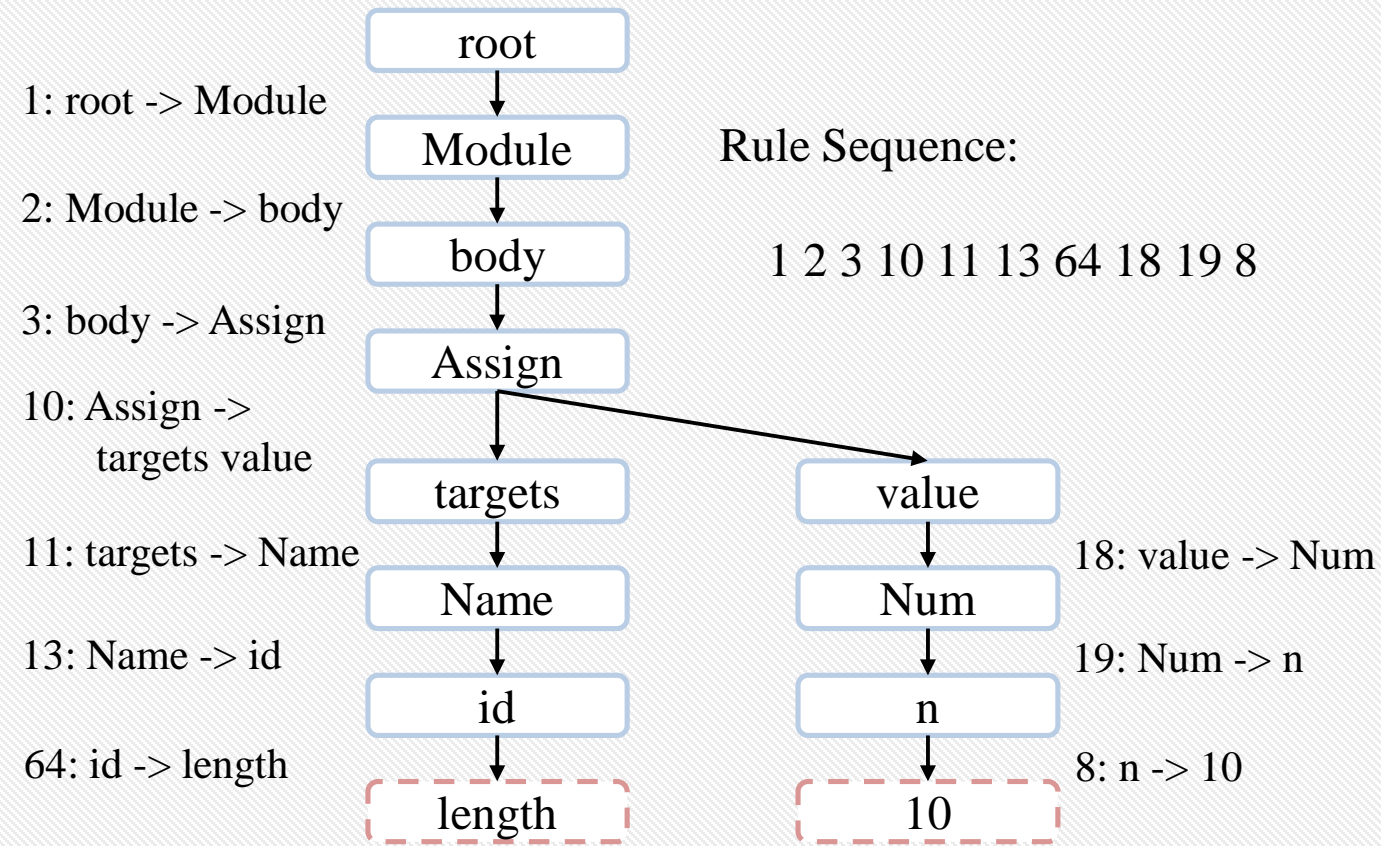 root
1: root -> Module
Module
Rule Sequence:
2: Module -> body
body
1 2 3 10 11 13 64 18 19 8
3: body -> Assign
Assign
10: Assign ->
targets value
targets
value
11: targets -> Name
18: value -> Num
Name
Num
13: Name -> id
19: Num -> n
id
n
64: id -> length
8: n -> 10
length
10